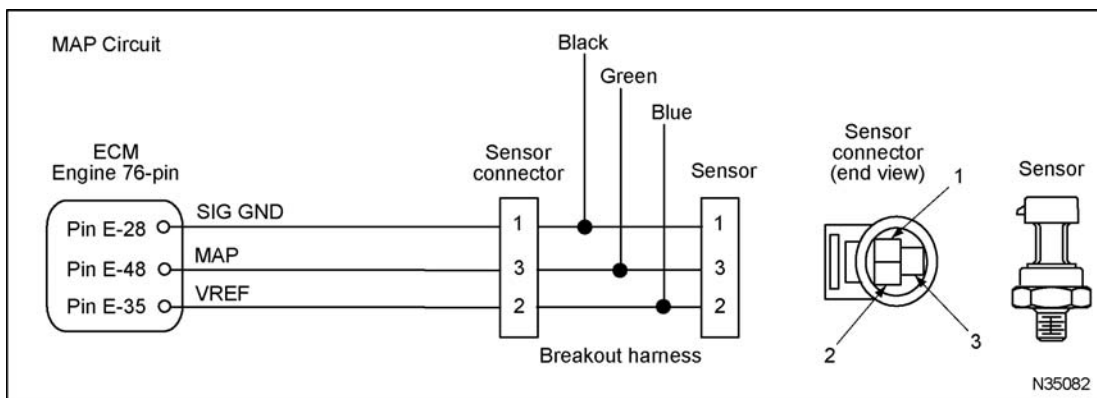 MAP Circuit
Black
Green
Blue
ECM
Engine 76-pin
Sensor
connector
Sensor
Sensor
connector
(end view)
1
Sensor
Pin E-28
SIG GND
1
1
Pin E-48
MAP
3
3
Pin E-35
VREF
2
2
2
3
Breakout harness
N35082